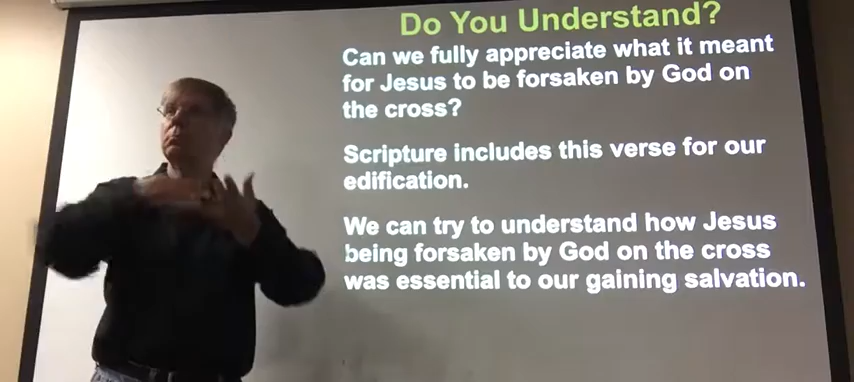 Do You Understand?
Can we fully appreciate what it meant
for Jesus to be forsaken by God on
the cross?
Scripture includes this verse for our
edification.
We can try to understand how Jesus
being forsaken by God on the cross
was essential to our gaining salvation.